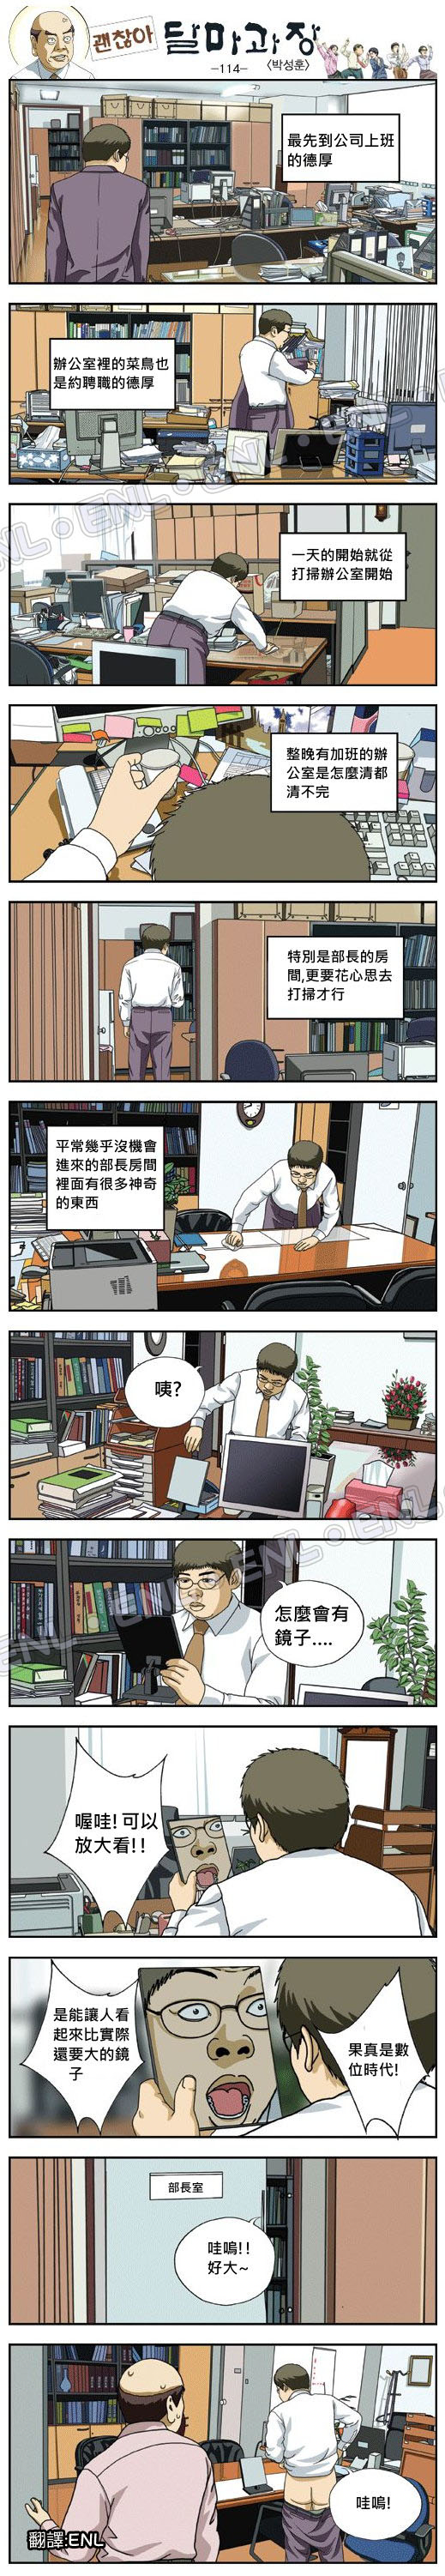 괜찮아 달마과장
-114-
<박성훈>
最先到公司上班
的德厚
辦公室裡的菜鳥也
是約聘職的德厚
一天的開始就從
打掃辦公室開始
整晚有加班的辦
公室是怎麼清都
清不完
特別是部長的房
間,更要花心思去
打掃才行
平常幾乎沒機會
進來的部長房間
裡面有很多神奇
的東西
咦?
怎麼會有
鏡子....
喔哇!可以
放大看!!
是能讓人看
起來比實際
還要大的鏡
子
果真是數
位時代!
部長室
哇嗚!!
好大~
哇嗚!
翻譯:ENL
ENL
ENL
ENL
ENL
ENL
ENL